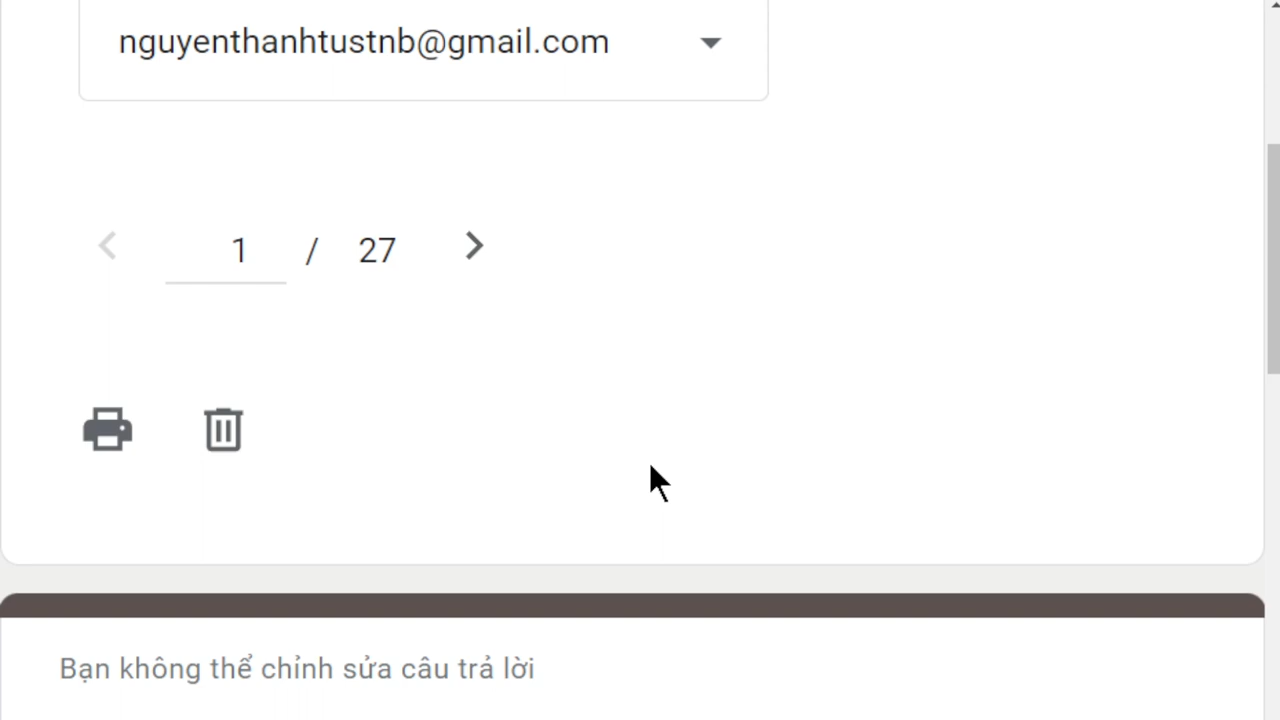 nguyenthanhtustnb@gmail.com
1 / 27
Bạn không thể chỉnh sửa câu trả lời